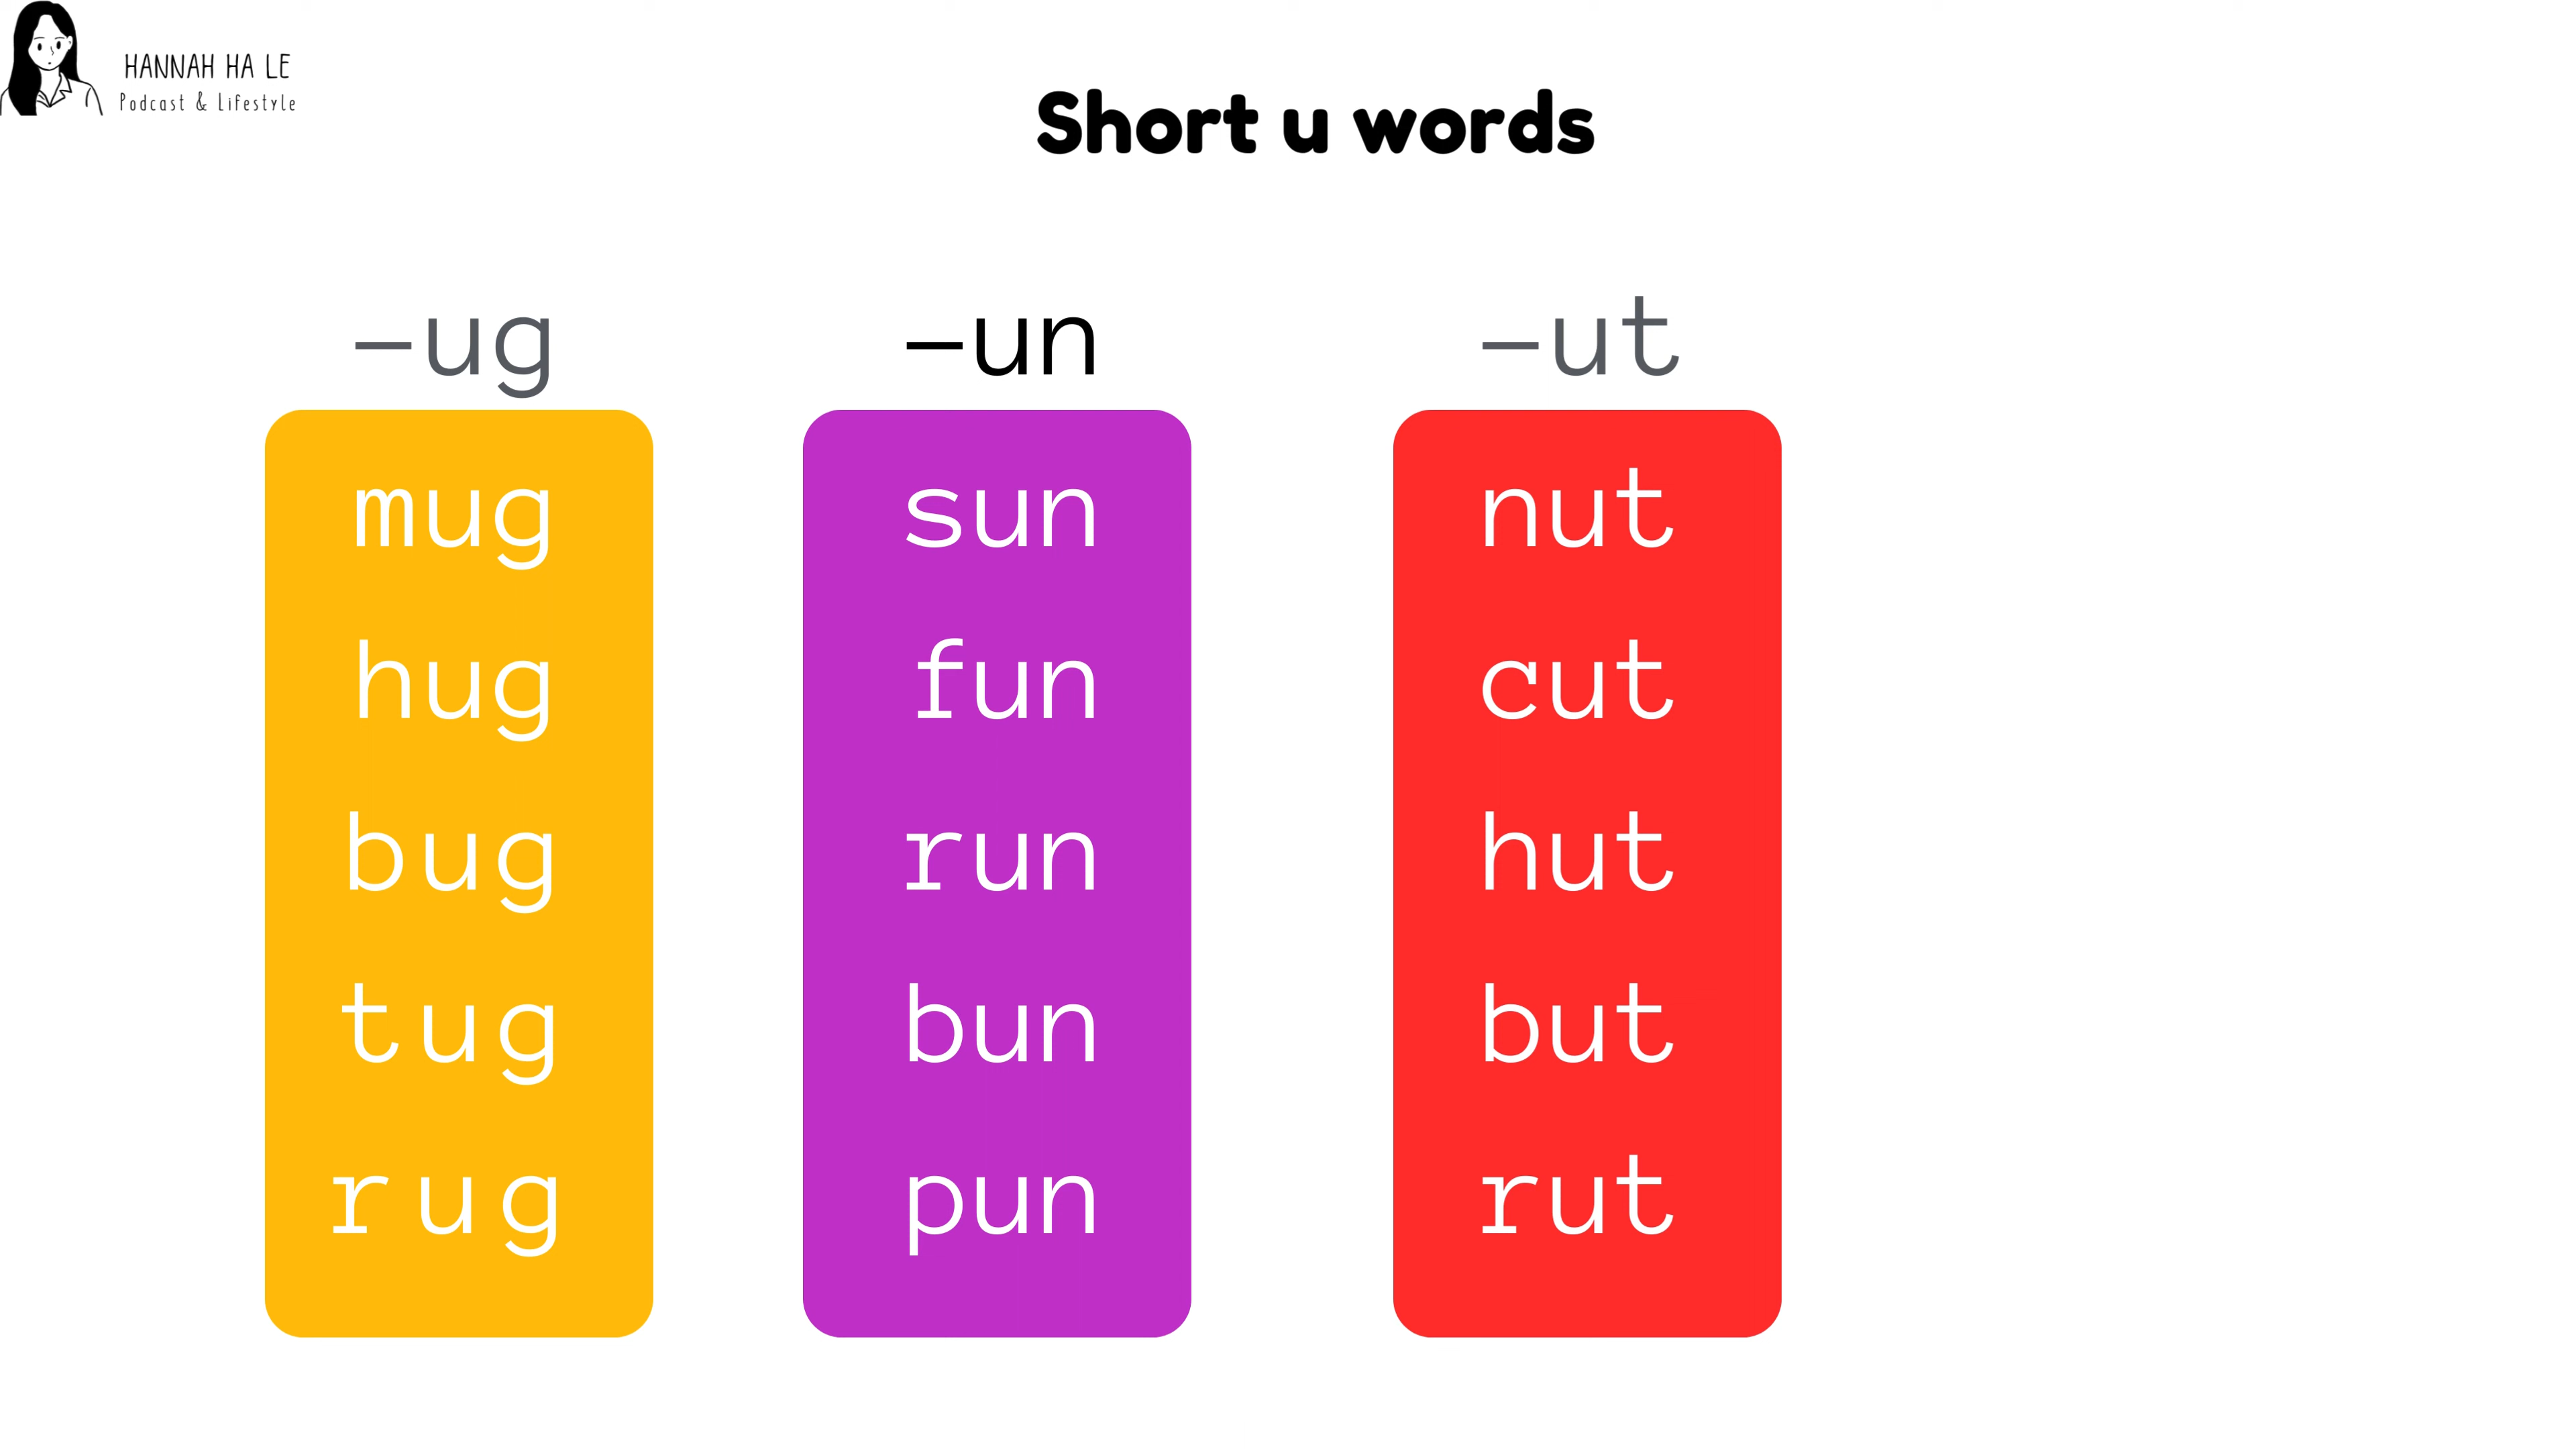 HANNAH HA LE
Podcast & Lifestyle
Short u words
-ug
mug
hug
bug
tug
rug
-un
sun
fun
run
bun
pun
-ut
nut
cut
hut
but
rut